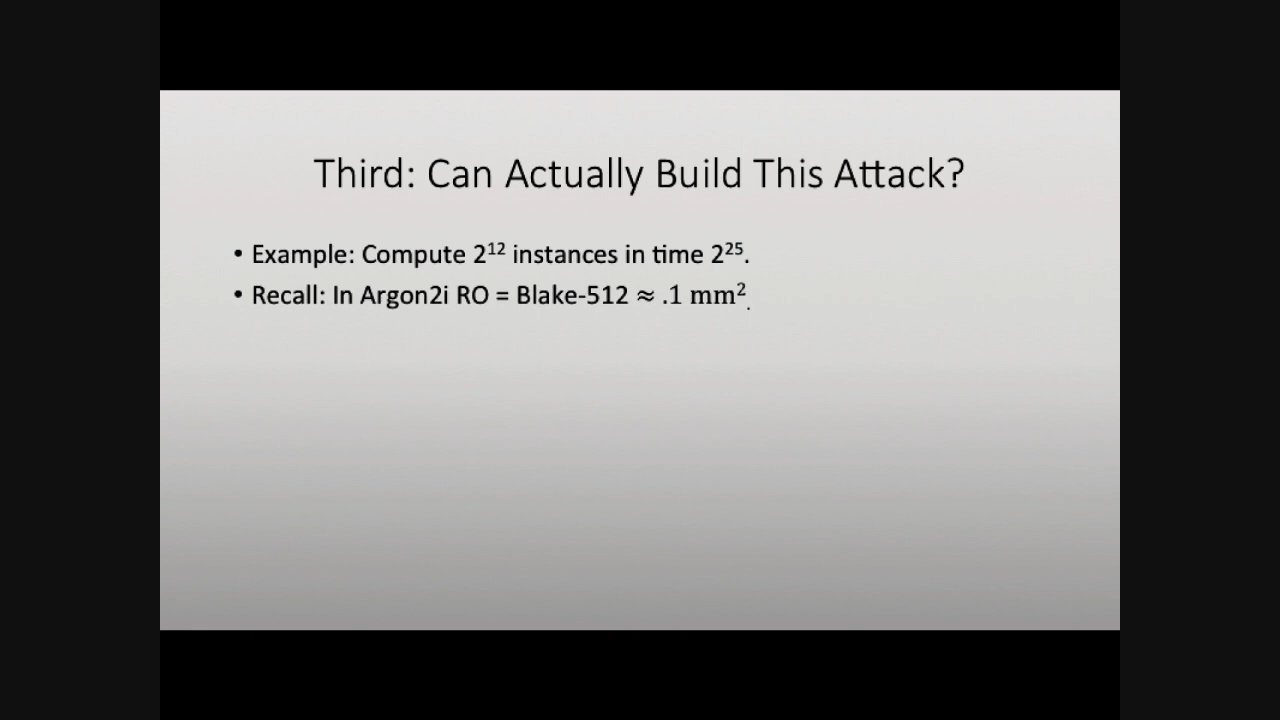 Third: Can Actually Build This Attack?
• Example: Compute 2¹² instances in time 2²⁵.
• Recall: In Argon2i RO = Blake-512 ≈ .1 mm².